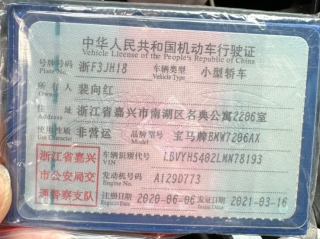 中华人民共和国机动车行驶证
Vehicle License of the People's Republic of China
号牌号码 浙F3JH18 车辆类型 小型轿车
Plate No. Vehicle Type
所有人 裴向红
Owner
住址 浙江省嘉兴市南湖区名典公寓2206室
Address
使用性质 非营运 品牌型号 宝马牌BMW7206AX
Use Character Model
浙江省嘉兴
市公安局交
通警察支队
车辆识别代号 LBVYH5402LMN78193
VIN
发动机号码 A1290773
Engine No.
注册日期 2020-06-06 发证日期 2021-03-16
Register Date Issue Date